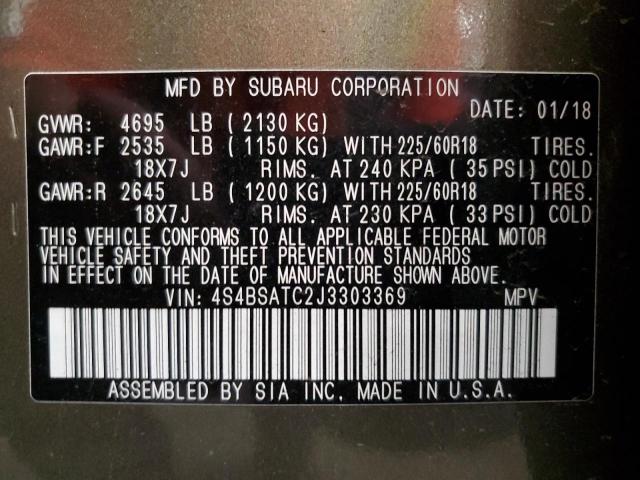 MFD BY SUBARU CORPORATION
DATE: 01/18
GVWR: 4695 LB ( 2130 KG)
GAWR:F 2535 LB ( 1150 KG) WITH 225/60R18 TIRES.
18X7J RIMS. AT 240 KPA ( 35 PSI) COLD
GAWR:R 2645 LB ( 1200 KG) WITH 225/60R18 TIRES.
18X7J RIMS. AT 230 KPA ( 33 PSI) COLD
THIS VEHICLE CONFORMS TO ALL APPLICABLE FEDERAL MOTOR
VEHICLE SAFETY AND THEFT PREVENTION STANDARDS
IN EFFECT ON THE DATE OF MANUFACTURE SHOWN ABOVE.
VIN: 4S4BSATC2J3303369 MPV
ASSEMBLED BY SIA INC. MADE IN U.S.A.